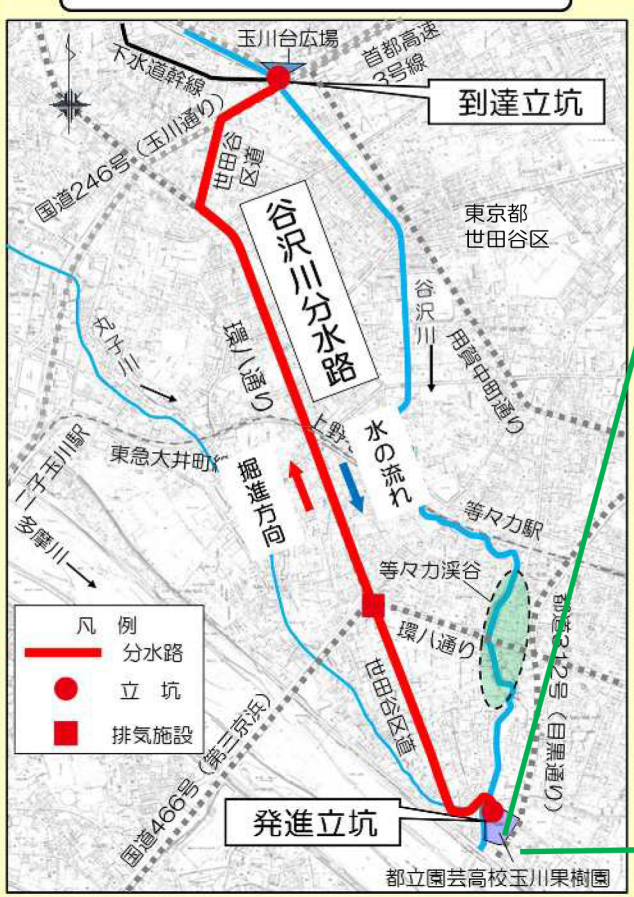 玉川台広場
首都高速
3号線
下水道幹線
到達立坑
国道246号（玉川通り）
世田谷
区道
東京都
世田谷区
谷沢川分水路
谷沢川
丸子川
環八通り
用賀中町通り
上野
水の流れ
東急大井町
二子玉川駅
掘進方向
多摩川
等々力駅
等々力渓谷
環八通り
都道312号（目黒通り）
凡　例
分水路
立　坑
排気施設
世田谷区道
国道466号（第三京浜）
発進立坑
都立園芸高校玉川果樹園